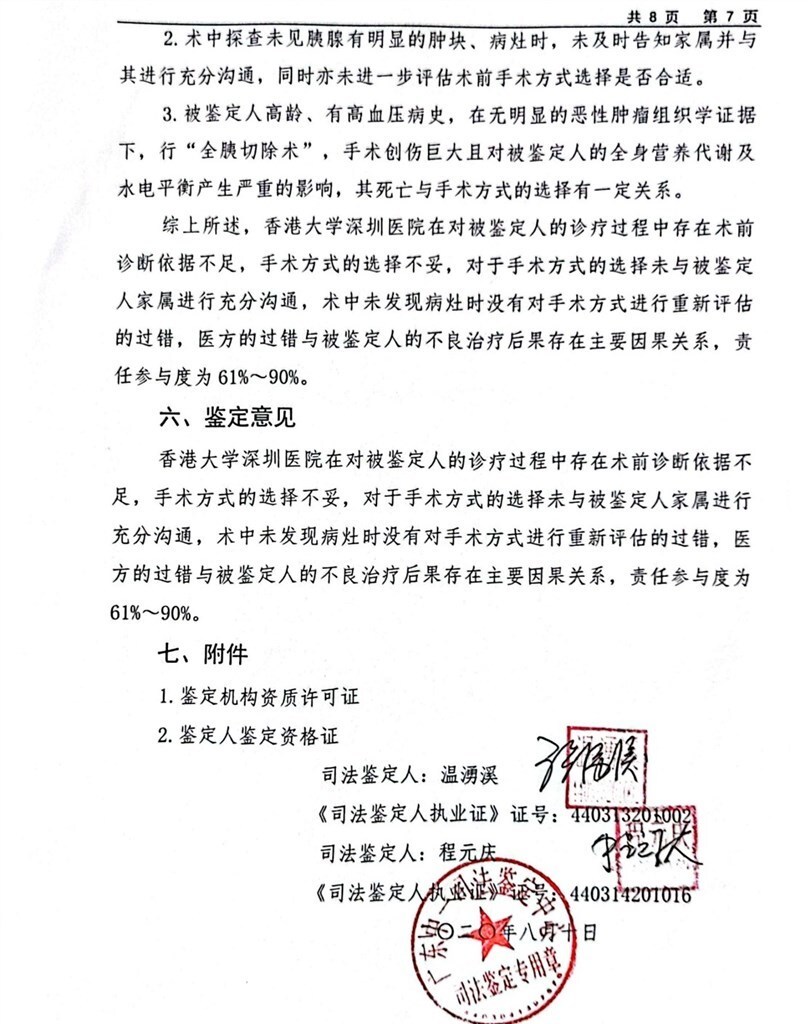 共 8 页 第 7 页
2. 术中探查未见胰腺有明显的肿块、病灶时，未及时告知家属并与
其进行充分沟通，同时亦未进一步评估术前手术方式选择是否合适。
3. 被鉴定人高龄、有高血压病史，在无明显的恶性肿瘤组织学证据
下，行“全胰切除术”，手术创伤巨大且对被鉴定人的全身营养代谢及
水电平衡产生严重的影响，其死亡与手术方式的选择有一定关系。
综上所述，香港大学深圳医院在对被鉴定人的诊疗过程中存在术前
诊断依据不足，手术方式的选择不妥，对于手术方式的选择未与被鉴定
人家属进行充分沟通，术中未发现病灶时没有对手术方式进行重新评估
的过错，医方的过错与被鉴定人的不良治疗后果存在主要因果关系，责
任参与度为 61%～90%。
六、鉴定意见
香港大学深圳医院在对被鉴定人的诊疗过程中存在术前诊断依据不
足，手术方式的选择不妥，对于手术方式的选择未与被鉴定人家属进行
充分沟通，术中未发现病灶时没有对手术方式进行重新评估的过错，医
方的过错与被鉴定人的不良治疗后果存在主要因果关系，责任参与度为
61%～90%。
七、附件
1. 鉴定机构资质许可证
2. 鉴定人鉴定资格证
司法鉴定人：温湧溪
《司法鉴定人执业证》证号：440313201002
司法鉴定人：程元庆
《司法鉴定人执业证》证号：440314201016
〇二〇年八月十日
司法鉴定专用章